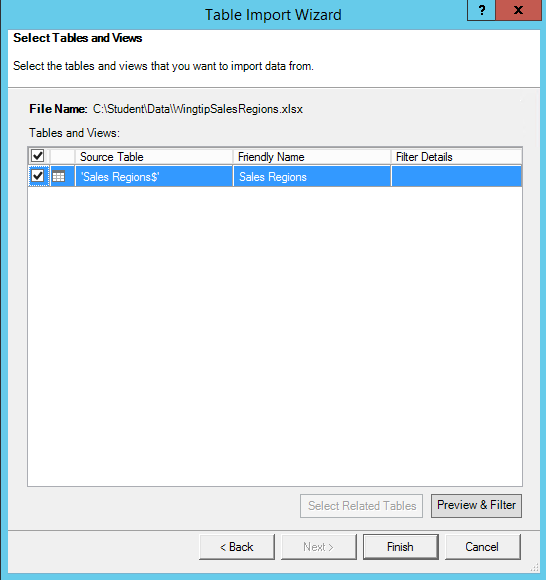 Table Import Wizard
? x
Select Tables and Views
Select the tables and views that you want to import data from.
File Name: C:\Student\Data\WingtipSalesRegions.xlsx
Tables and Views:
Source Table Friendly Name Filter Details
'Sales Regions$' Sales Regions
Select Related Tables Preview & Filter
< Back Next > Finish Cancel